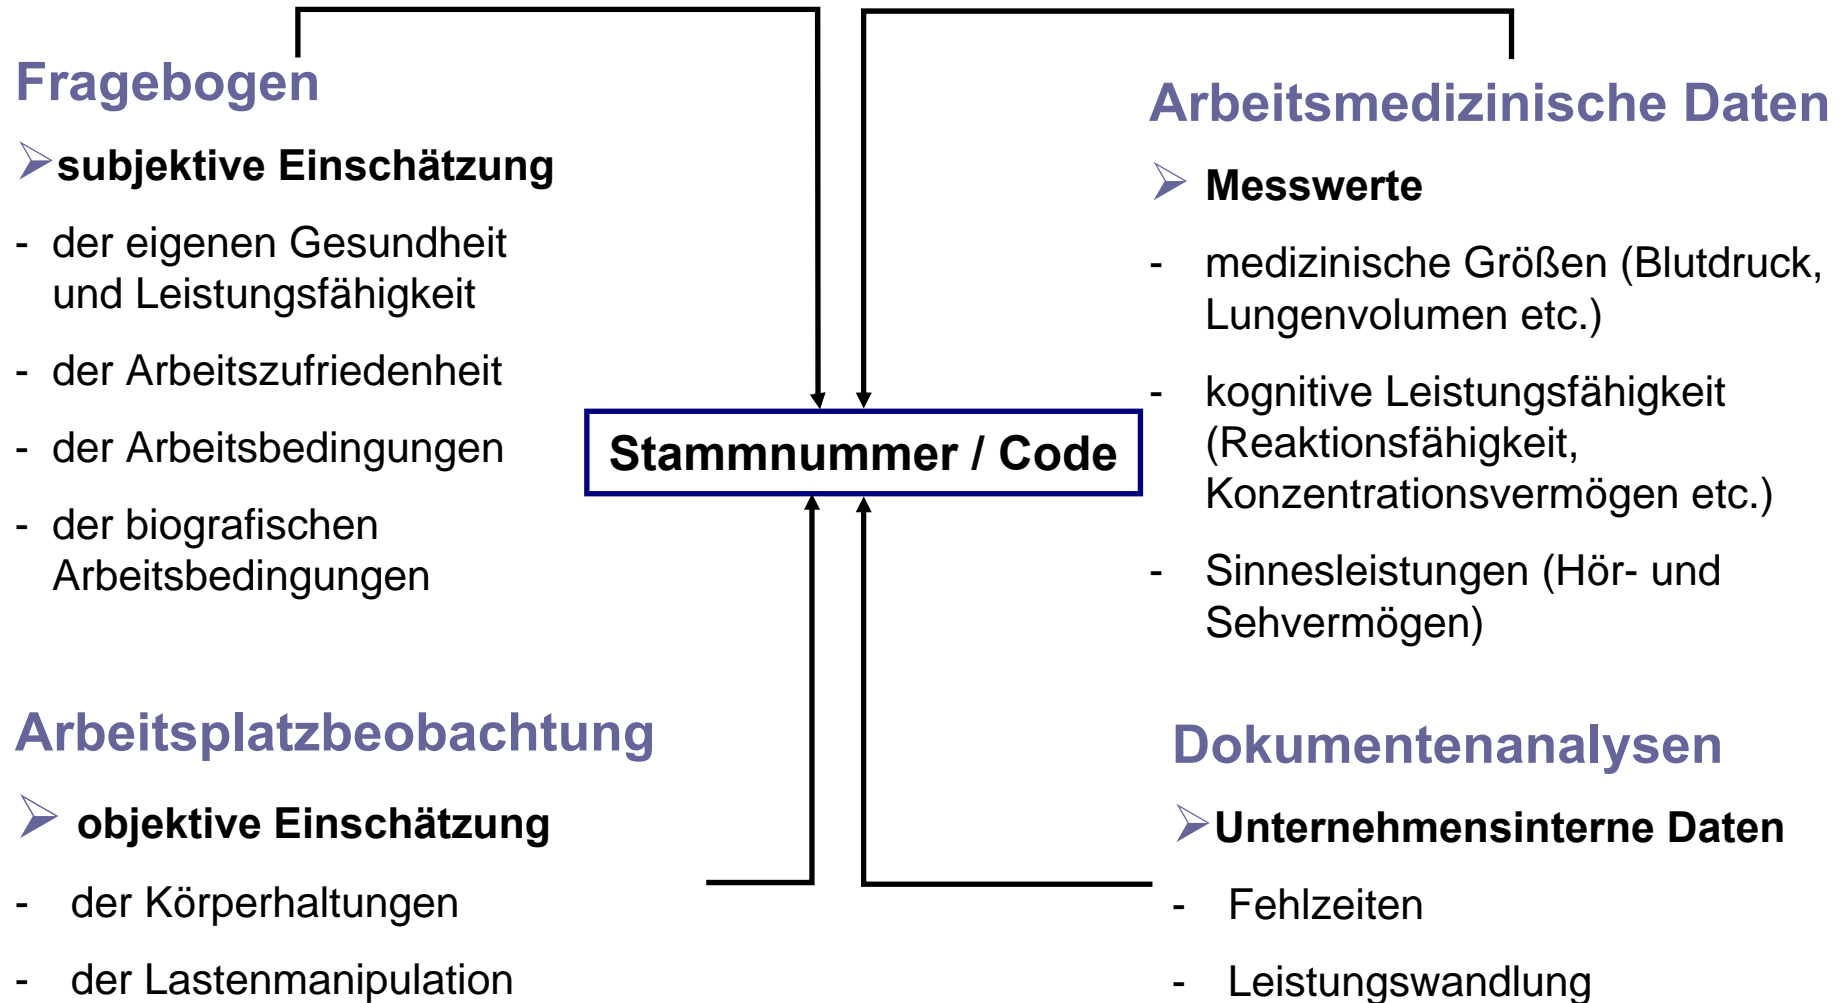 Fragebogen
➢subjektive Einschätzung
- der eigenen Gesundheit
und Leistungsfähigkeit
- der Arbeitszufriedenheit
- der Arbeitsbedingungen
- der biografischen
Arbeitsbedingungen
Arbeitsmedizinische Daten
➢ Messwerte
- medizinische Größen (Blutdruck,
Lungenvolumen etc.)
- kognitive Leistungsfähigkeit
(Reaktionsfähigkeit,
Konzentrationsvermögen etc.)
- Sinnesleistungen (Hör- und
Sehvermögen)
Stammnummer / Code
Arbeitsplatzbeobachtung
➢ objektive Einschätzung
- der Körperhaltungen
- der Lastenmanipulation
Dokumentenanalysen
➢Unternehmensinterne Daten
- Fehlzeiten
- Leistungswandlung